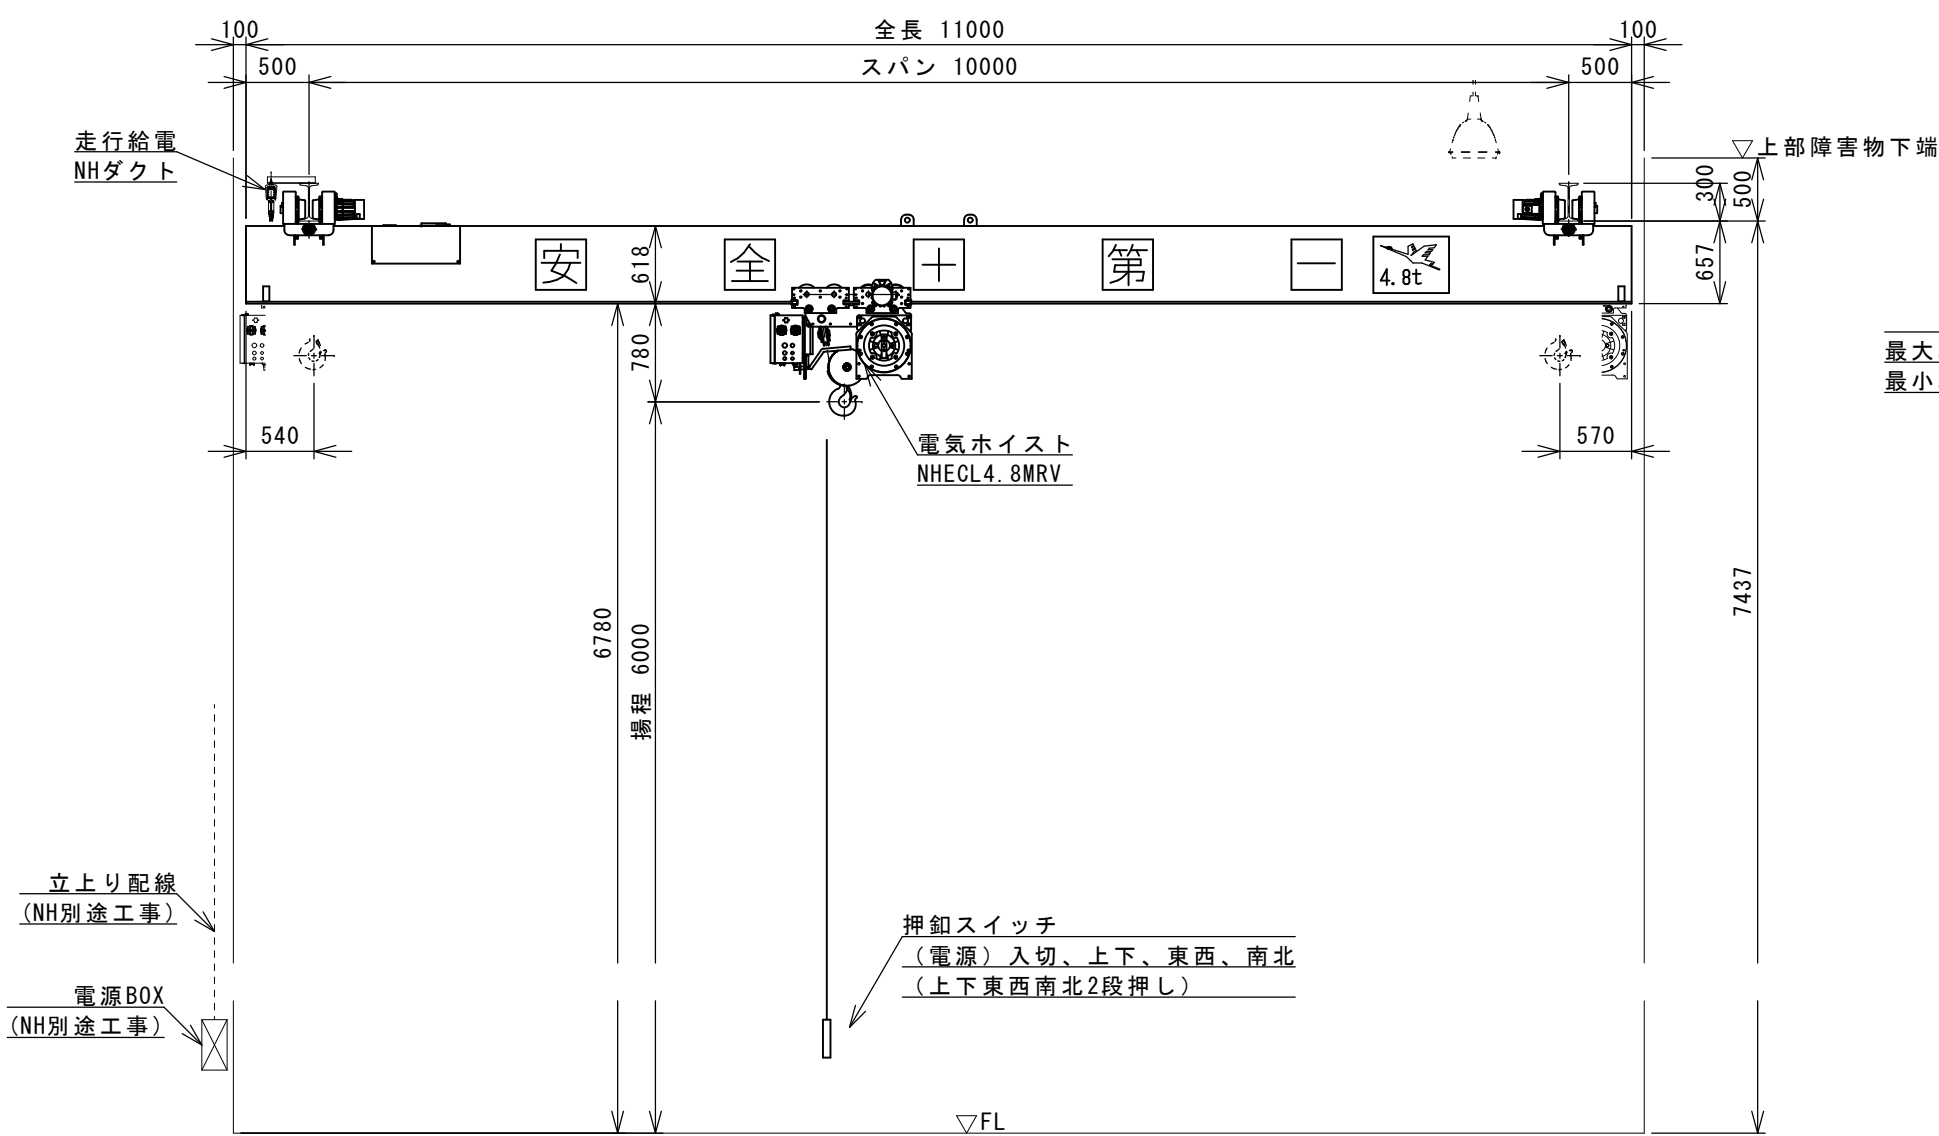 100
全長 11000
100
500
スパン 10000
500
走行給電
NHダクト
上部障害物下端
300
500
安 全 十 第 一
4.8t
618
657
780
最大
最小
540
570
電気ホイスト
NHECL4.8MRV
7437
6780
揚程 6000
立上り配線
(NH別途工事)
押釦スイッチ
(電源)入切、上下、東西、南北
(上下東西南北2段押し)
電源BOX
(NH別途工事)
FL